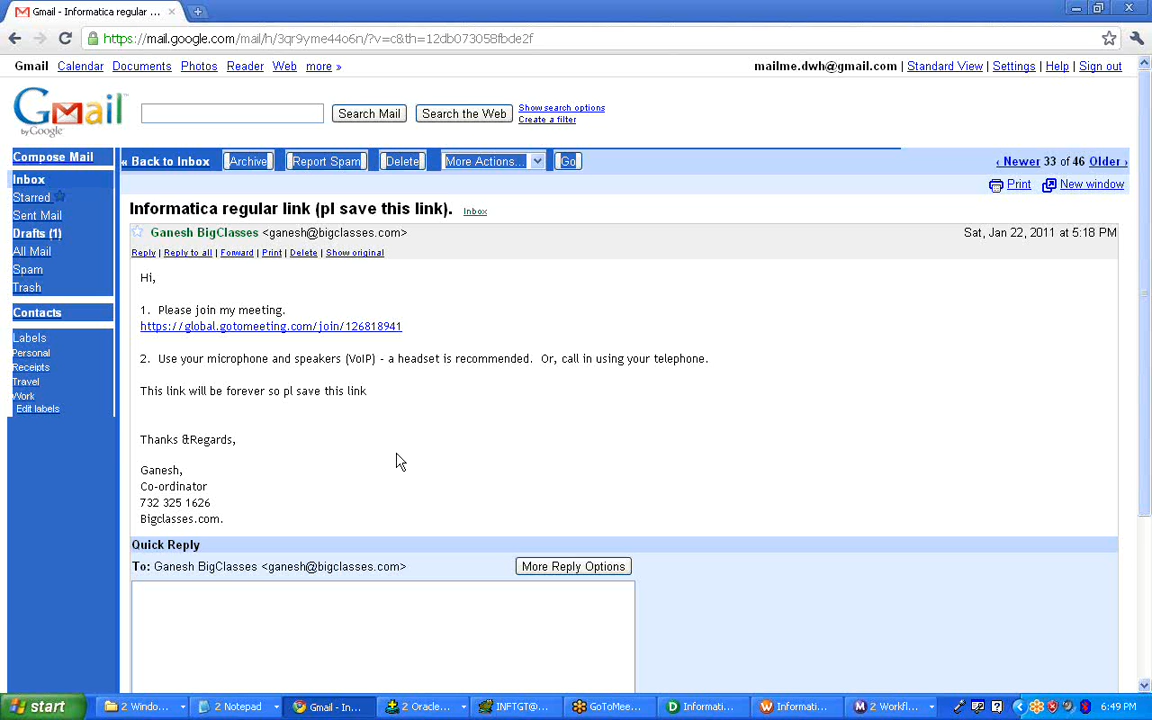 Gmail - Informatica regular ...
https://mail.google.com/mail/h/3qr9yme44o6n/?v=c&th=12db073058fbde2f
Gmail Calendar Documents Photos Reader Web more »
mailme.dwh@gmail.com | Standard View | Settings | Help | Sign out
Gmail
by Google
Search Mail
Search the Web
Show search options
Create a filter
Compose Mail
Inbox
Starred
Sent Mail
Drafts (1)
All Mail
Spam
Trash
Contacts
Labels
Personal
Receipts
Travel
Work
Edit labels
« Back to Inbox Archive Report Spam Delete More Actions... Go
‹ Newer 33 of 46 Older ›
Print New window
Informatica regular link (pl save this link). Inbox
Ganesh BigClasses <ganesh@bigclasses.com>
Sat, Jan 22, 2011 at 5:18 PM
Reply | Reply to all | Forward | Print | Delete | Show original
Hi,
1. Please join my meeting.
https://global.gotomeeting.com/join/126818941
2. Use your microphone and speakers (VoIP) - a headset is recommended. Or, call in using your telephone.
This link will be forever so pl save this link
Thanks &Regards,
Ganesh,
Co-ordinator
732 325 1626
Bigclasses.com.
Quick Reply
To: Ganesh BigClasses <ganesh@bigclasses.com>
More Reply Options
start
2 Windo...
2 Notepad
Gmail - In...
2 Oracle...
INFTGT@...
GoToMee...
Informati...
Informati...
2 Workfl...
6:49 PM